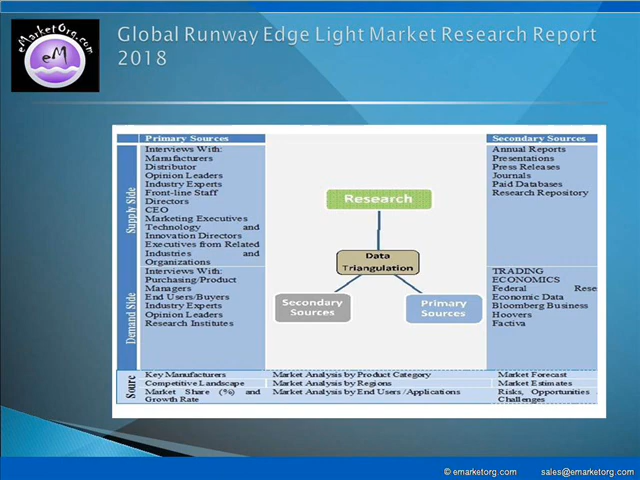 eMarketOrg.com
eM
Global Runway Edge Light Market Research Report
2018
Primary Sources
Secondary Sources
Supply Side
Interviews With:
Manufacturers
Distributor
Opinion Leaders
Industry Experts
Front-line Staff
Directors
CEO
Marketing Executives
Technology and
Innovation Directors
Executives from Related
Industries and
Organizations
Annual Reports
Presentations
Press Releases
Journals
Paid Databases
Research Repository
Research
Data
Triangulation
Secondary
Sources
Primary
Sources
Demand Side
Interviews With:
Purchasing/Product
Managers
End Users/Buyers
Industry Experts
Opinion Leaders
Research Institutes
TRADING
ECONOMICS
Federal Rese
Economic Data
Bloomberg Business
Hoovers
Factiva
Sourc
Key Manufacturers
Competitive Landscape
Market Share (%) and
Growth Rate
Market Analysis by Product Category
Market Analysis by Regions
Market Analysis by End Users /Applications
Market Forecast
Market Estimates
Risks, Opportunities
Challenges
© emarketorg.com
sales@emarketorg.com